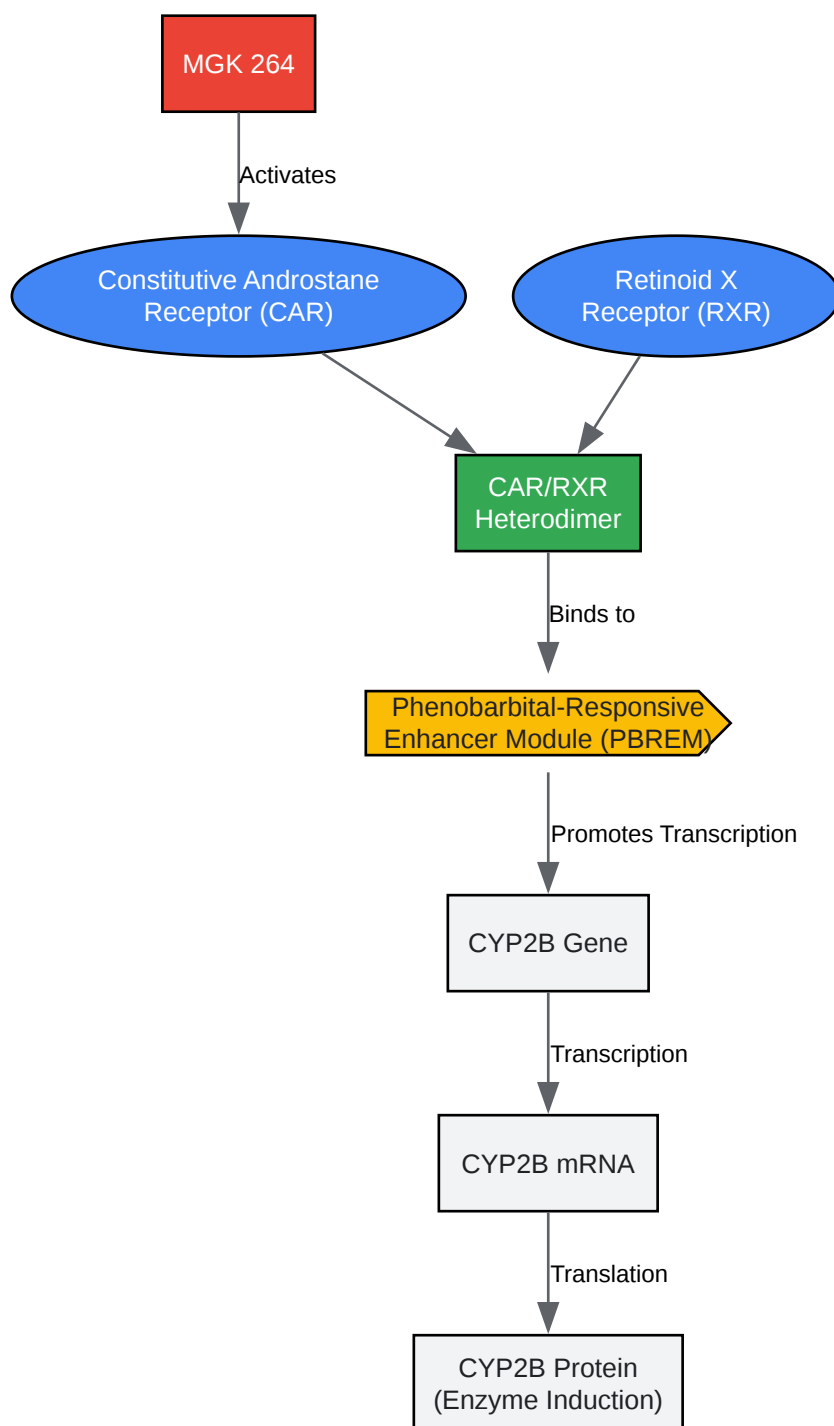 MGK 264
Activates
Constitutive Androstane
Receptor (CAR)
Retinoid X
Receptor (RXR)
CAR/RXR
Heterodimer
Binds to
Phenobarbital-Responsive
Enhancer Module (PBREM)
Promotes Transcription
CYP2B Gene
Transcription
CYP2B mRNA
Translation
CYP2B Protein
(Enzyme Induction)